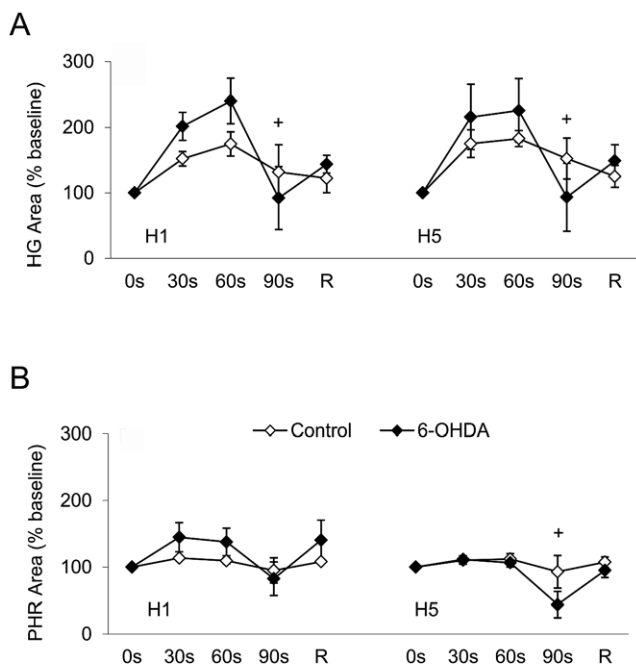 A
HG Area (% baseline)
300
200
100
0
+
+
H1
H5
0s 30s 60s 90s R
0s 30s 60s 90s R
B
PHR Area (% baseline)
Control 6-OHDA
300
200
100
0
+
H1
H5
0s 30s 60s 90s R
0s 30s 60s 90s R